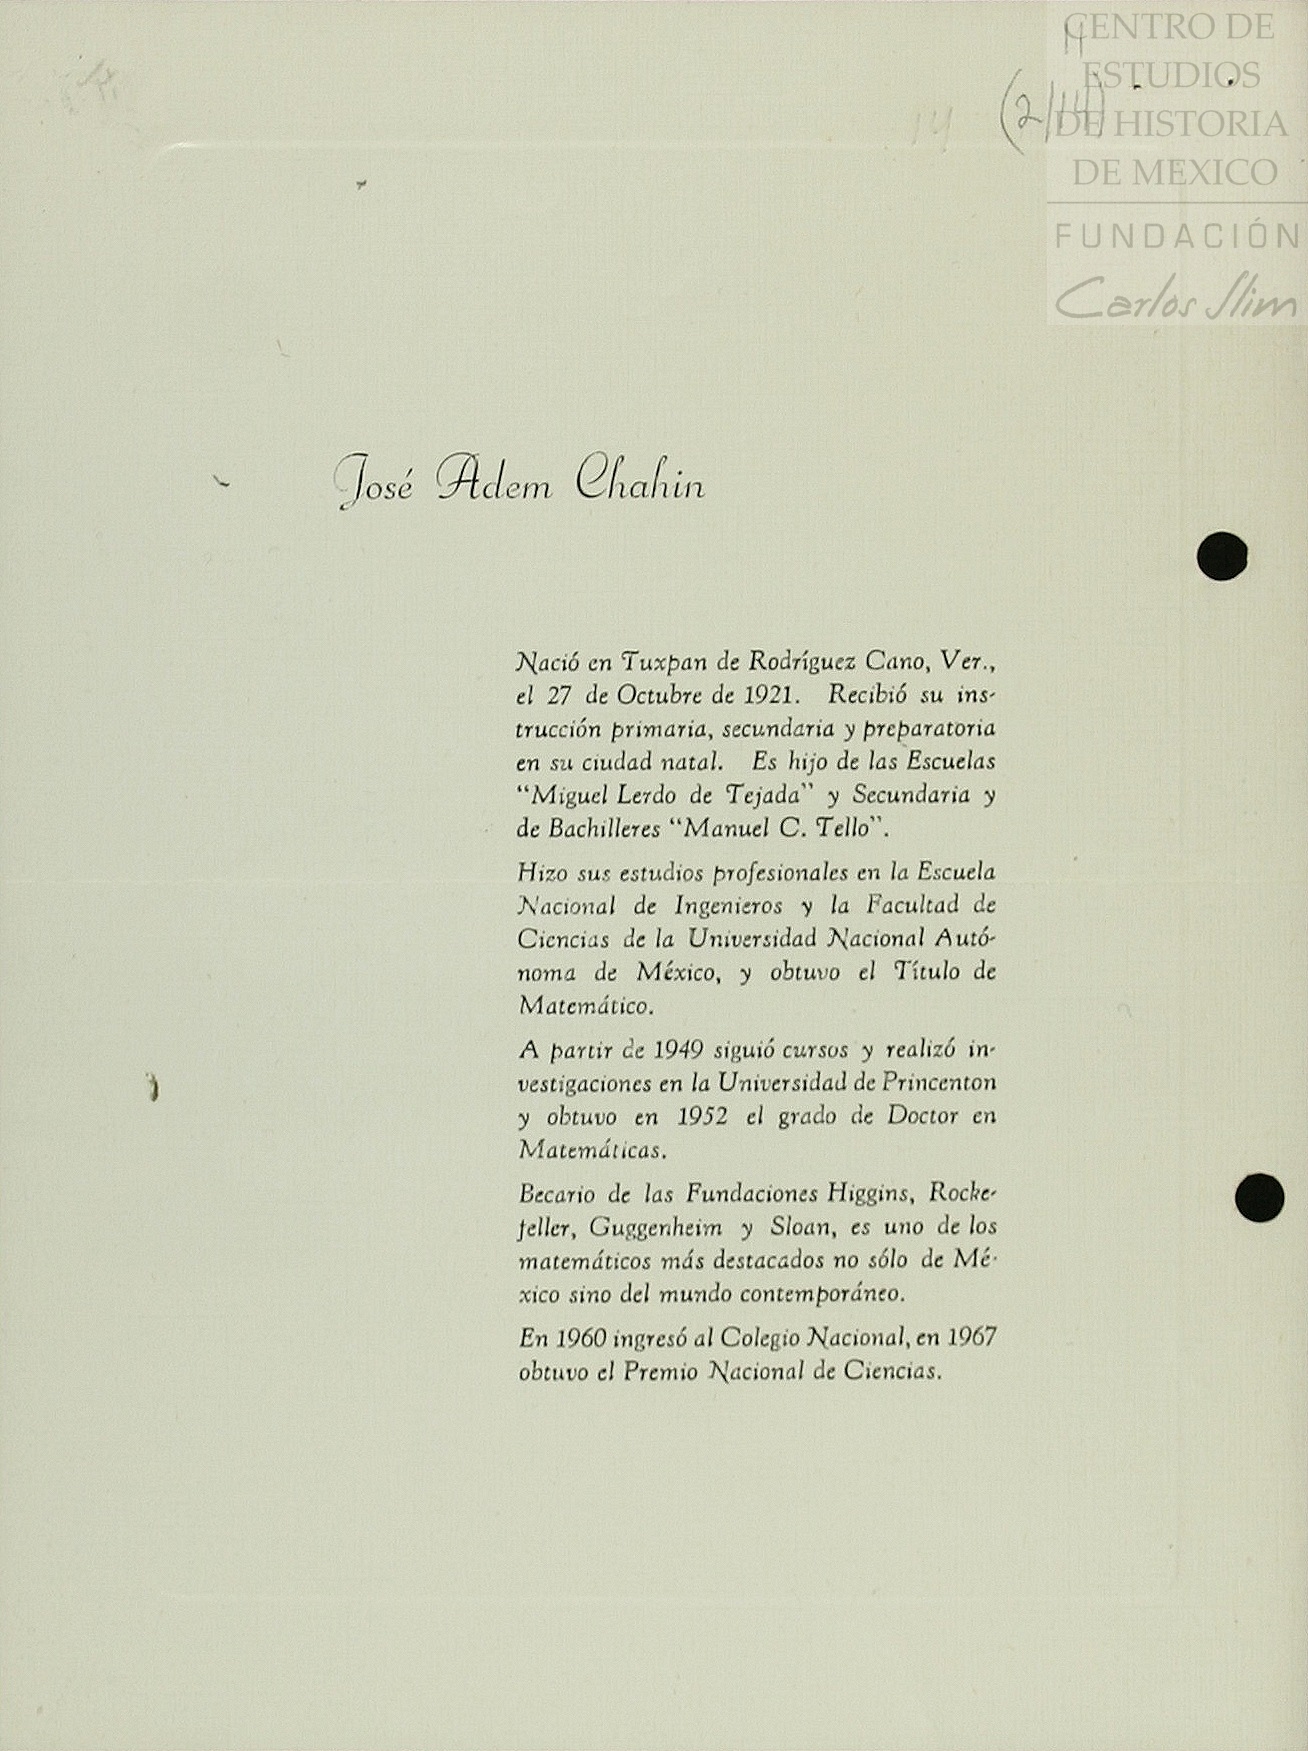 CENTRO DE
ESTUDIOS
DE HISTORIA
DE MEXICO
FUNDACIÓN
Carlos Slim
14
14
(2/14)
José Adem Chahin
Nació en Tuxpan de Rodríguez Cano, Ver.,
el 27 de Octubre de 1921. Recibió su ins-
trucción primaria, secundaria y preparatoria
en su ciudad natal. Es hijo de las Escuelas
“Miguel Lerdo de Tejada” y Secundaria y
de Bachilleres “Manuel C. Tello”.
Hizo sus estudios profesionales en la Escuela
Nacional de Ingenieros y la Facultad de
Ciencias de la Universidad Nacional Autó-
noma de México, y obtuvo el Título de
Matemático.
A partir de 1949 siguió cursos y realizó in-
vestigaciones en la Universidad de Princenton
y obtuvo en 1952 el grado de Doctor en
Matemáticas.
Becario de las Fundaciones Higgins, Rocke-
feller, Guggenheim y Sloan, es uno de los
matemáticos más destacados no sólo de Mé-
xico sino del mundo contemporáneo.
En 1960 ingresó al Colegio Nacional, en 1967
obtuvo el Premio Nacional de Ciencias.